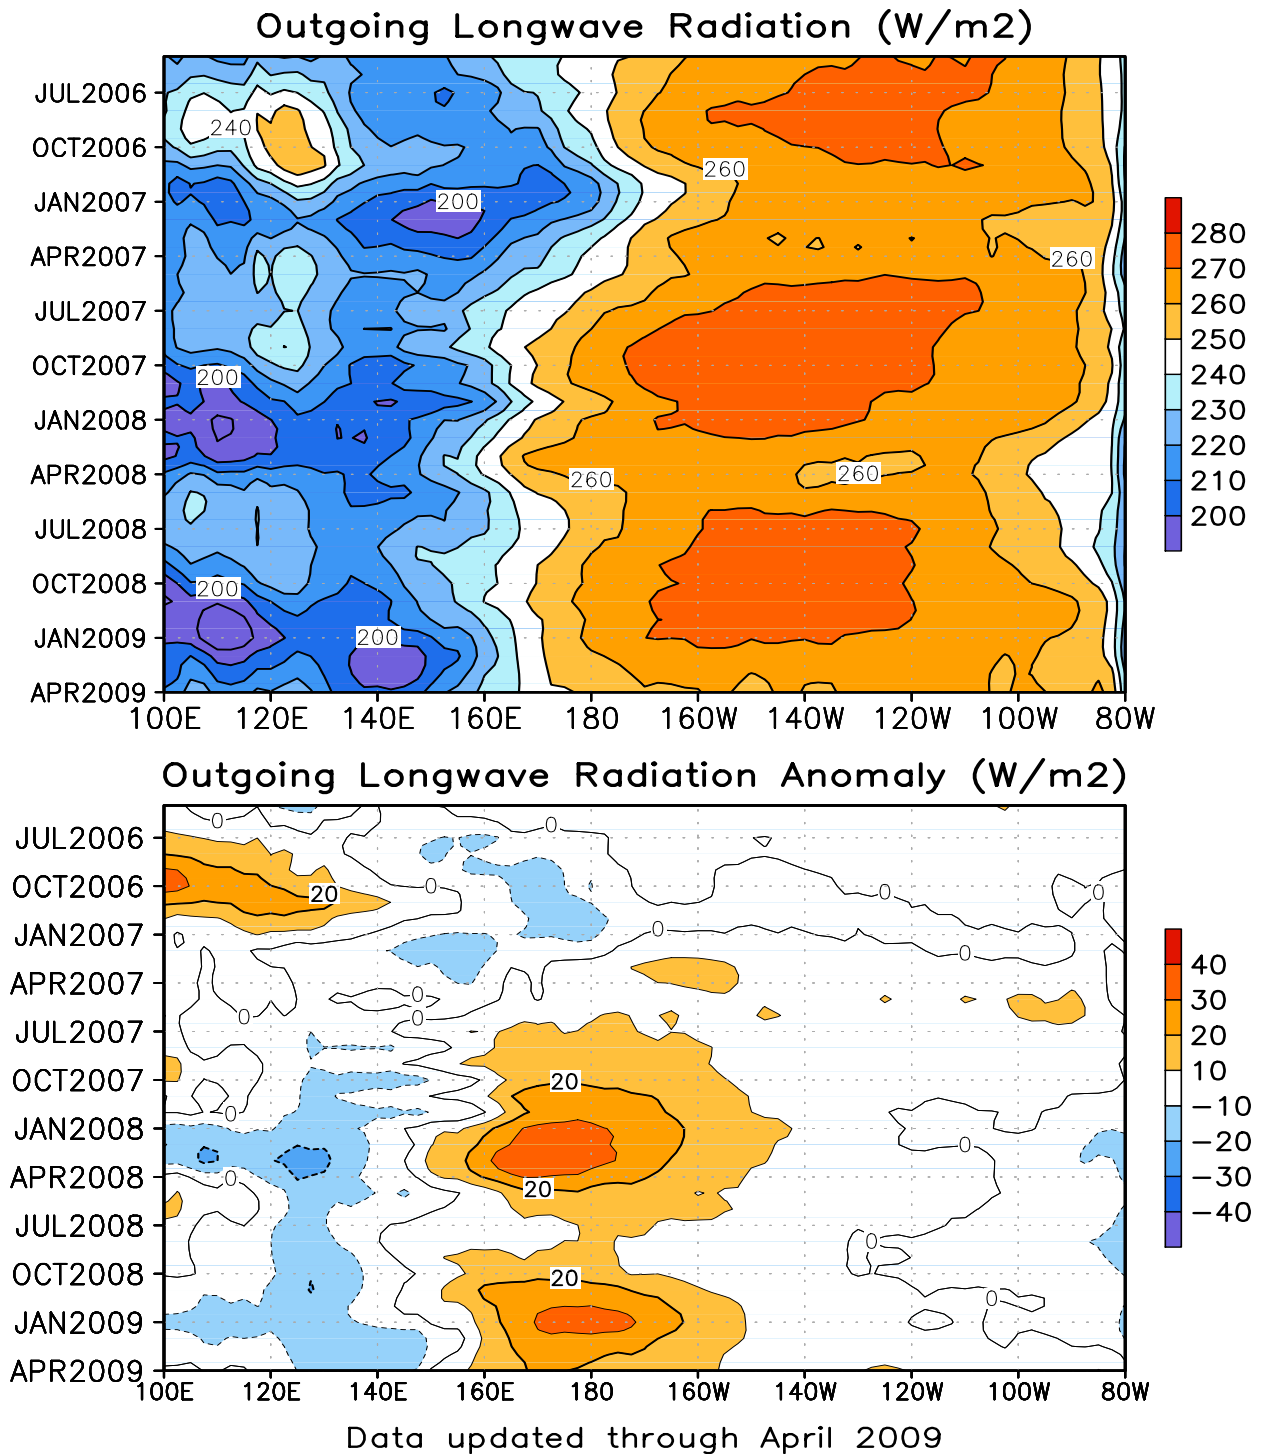 Outgoing Longwave Radiation (W/m2)
JUL2006
OCT2006
JAN2007
APR2007
JUL2007
OCT2007
JAN2008
APR2008
JUL2008
OCT2008
JAN2009
APR2009
240
260
200
260
200
260
260
200
200
100E 120E 140E 160E 180 160W 140W 120W 100W 80W
280
270
260
250
240
230
220
210
200
Outgoing Longwave Radiation Anomaly (W/m2)
JUL2006
OCT2006
JAN2007
APR2007
JUL2007
OCT2007
JAN2008
APR2008
JUL2008
OCT2008
JAN2009
APR2009
0 0
0 0 0
20
0
0
0
0 0
20
0
0
0
20
0
20
0
100E 120E 140E 160E 180 160W 140W 120W 100W 80W
40
30
20
10
−10
−20
−30
−40
Data updated through April 2009